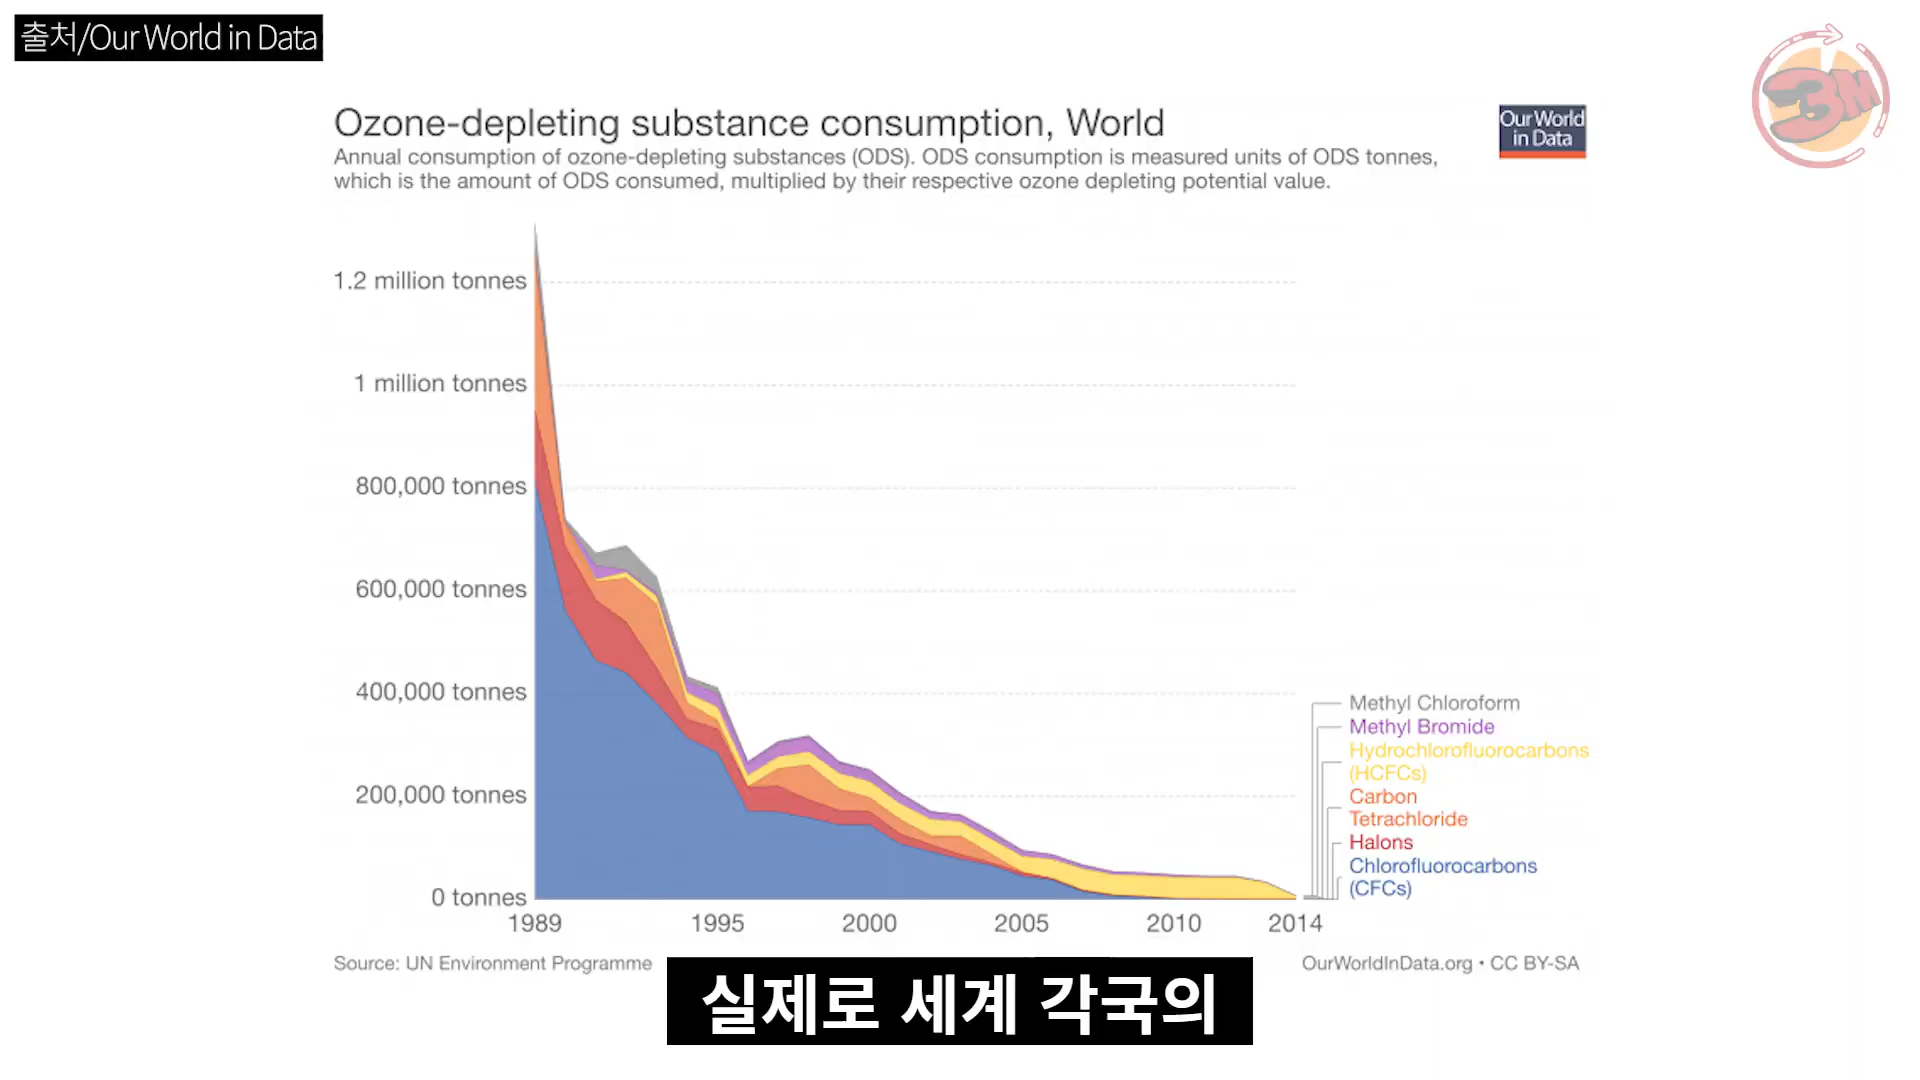 출처/Our World in Data
3M
Ozone-depleting substance consumption, World
Our World
in Data
Annual consumption of ozone-depleting substances (ODS). ODS consumption is measured units of ODS tonnes,
which is the amount of ODS consumed, multiplied by their respective ozone depleting potential value.
1.2 million tonnes
1 million tonnes
800,000 tonnes
600,000 tonnes
400,000 tonnes
200,000 tonnes
0 tonnes
1989 1995 2000 2005 2010 2014
Methyl Chloroform
Methyl Bromide
Hydrochlorofluorocarbons
(HCFCs)
Carbon
Tetrachloride
Halons
Chlorofluorocarbons
(CFCs)
Source: UN Environment Programme
OurWorldInData.org • CC BY-SA
실제로 세계 각국의